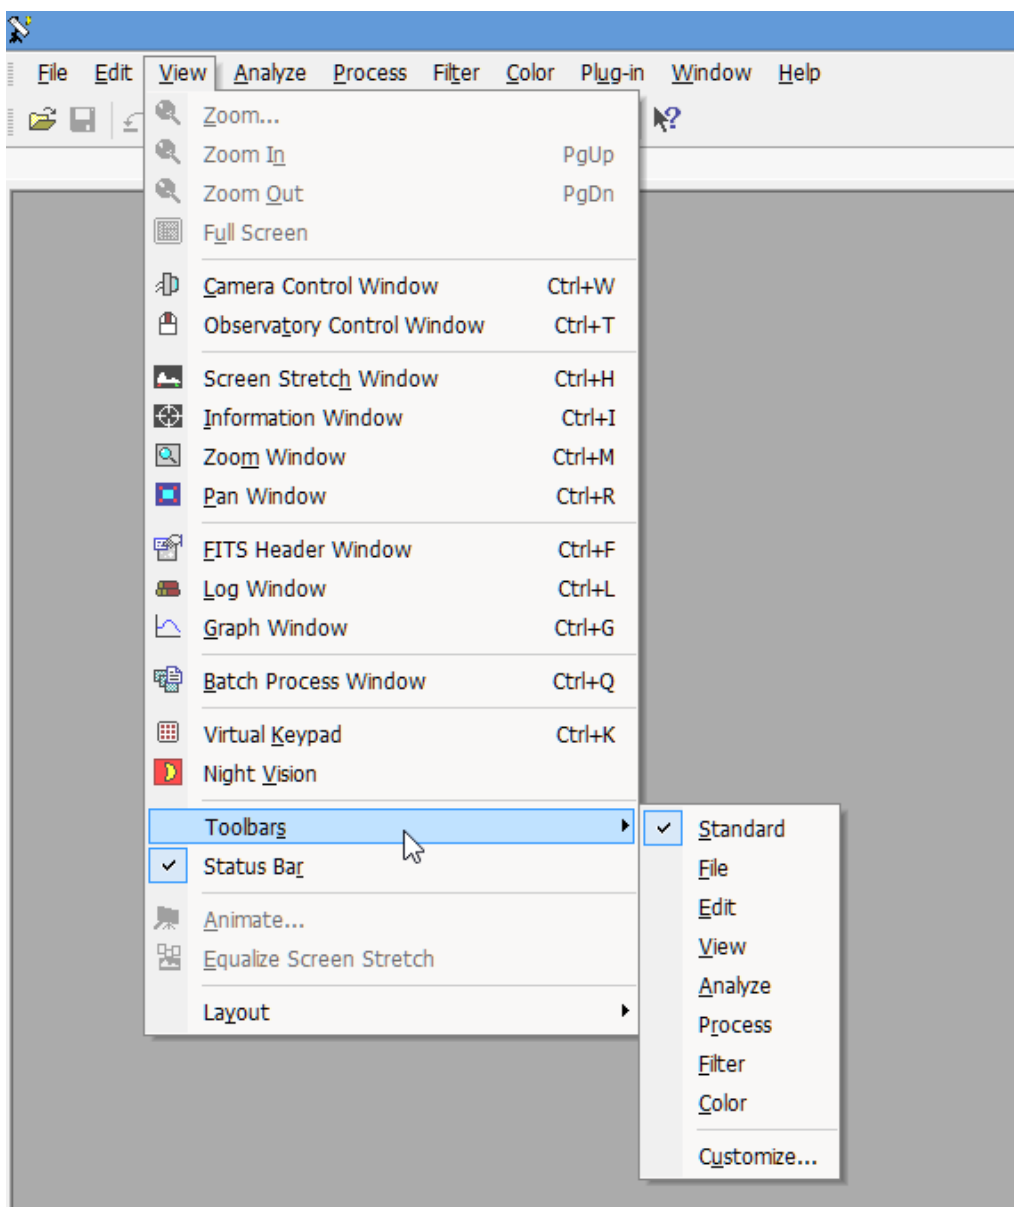 File Edit View Analyze Process Filter Color Plug-in Window Help
Zoom...
Zoom In PgUp
Zoom Out PgDn
Full Screen
Camera Control Window Ctrl+W
Observatory Control Window Ctrl+T
Screen Stretch Window Ctrl+H
Information Window Ctrl+I
Zoom Window Ctrl+M
Pan Window Ctrl+R
FITS Header Window Ctrl+F
Log Window Ctrl+L
Graph Window Ctrl+G
Batch Process Window Ctrl+Q
Virtual Keypad Ctrl+K
Night Vision
Toolbars
Status Bar
Animate...
Equalize Screen Stretch
Layout
Standard
File
Edit
View
Analyze
Process
Filter
Color
Customize...